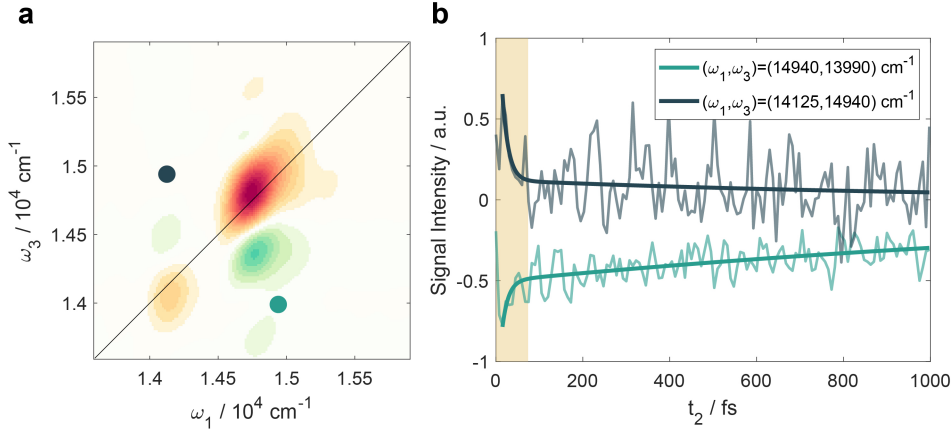 a
1.55
1.5
1.45
1.4
ω3 / 10^4 cm^-1
1.4
1.45
1.5
1.55
ω1 / 10^4 cm^-1
b
1
0.5
0
-0.5
-1
Signal Intensity / a.u.
(ω1,ω3)=(14940,13990) cm^-1
(ω1,ω3)=(14125,14940) cm^-1
0
200
400
600
800
1000
t2 / fs